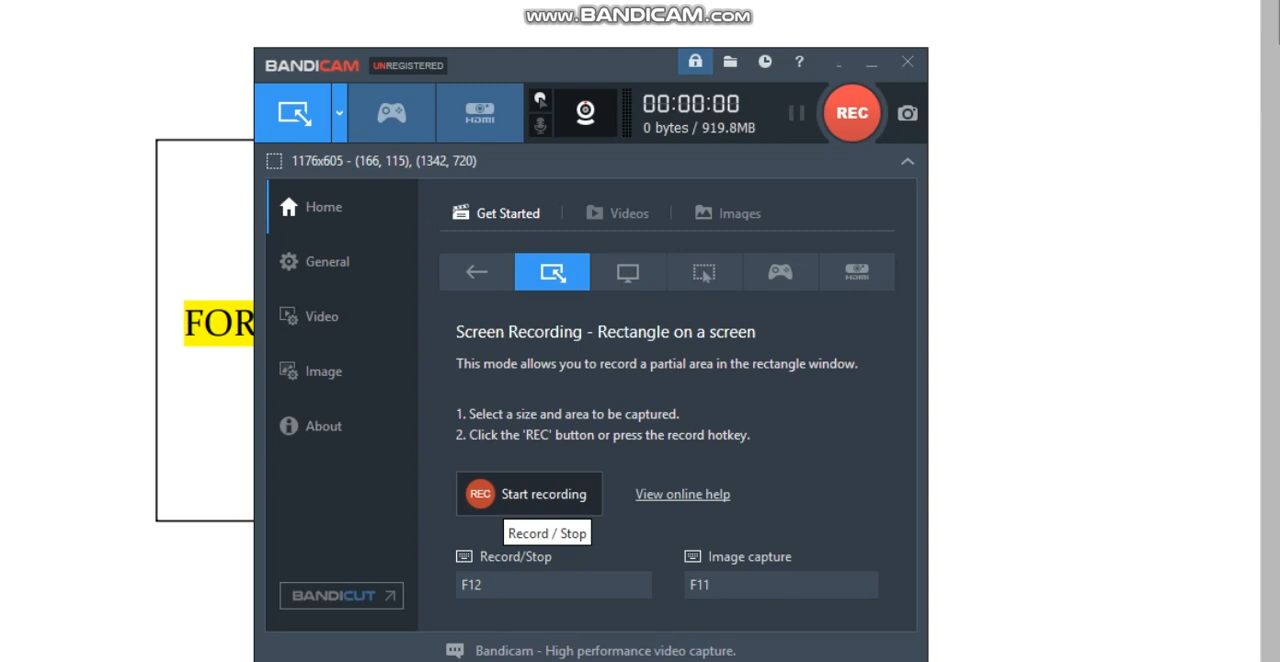 www.BANDICAM.com
BANDICAM UNREGISTERED
?
HDMI
00:00:00
0 bytes / 919.8MB
REC
1176x605 - (166, 115), (1342, 720)
Home
General
Video
Image
About
BANDICUT
Get Started
Videos
Images
HDMI
Screen Recording - Rectangle on a screen
This mode allows you to record a partial area in the rectangle window.
1. Select a size and area to be captured.
2. Click the 'REC' button or press the record hotkey.
REC Start recording
View online help
Record / Stop
Record/Stop
Image capture
F12
F11
Bandicam - High performance video capture.
FOR